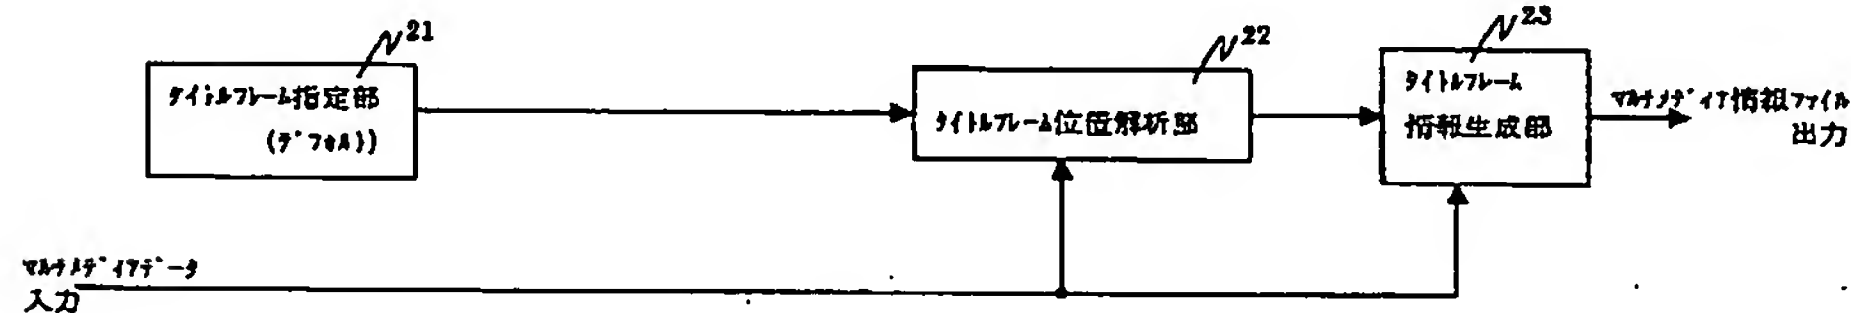 21
ﾀｲﾄﾙﾌﾚｰﾑ指定部
(ﾃﾞﾌｫﾙﾄ)
22
ﾀｲﾄﾙﾌﾚｰﾑ位置解析部
23
ﾀｲﾄﾙﾌﾚｰﾑ
情報生成部
ﾏﾙﾁﾒﾃﾞｨｱ情報ﾌｧｲﾙ
出力
ﾏﾙﾁﾒﾃﾞｨｱﾃﾞｰﾀ
入力